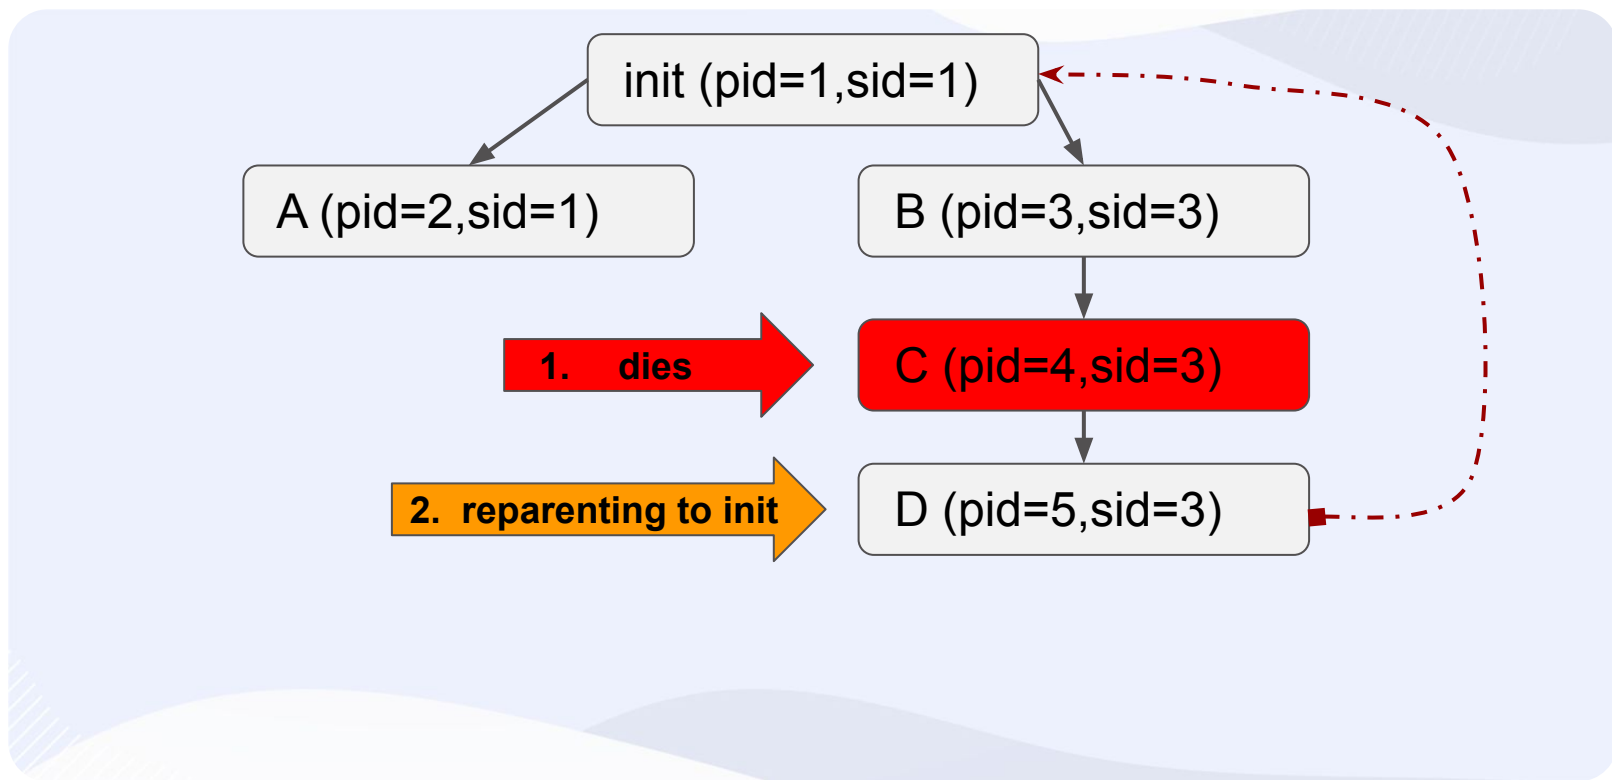 init (pid=1,sid=1)
A (pid=2,sid=1)
B (pid=3,sid=3)
1. dies
C (pid=4,sid=3)
2. reparenting to init
D (pid=5,sid=3)